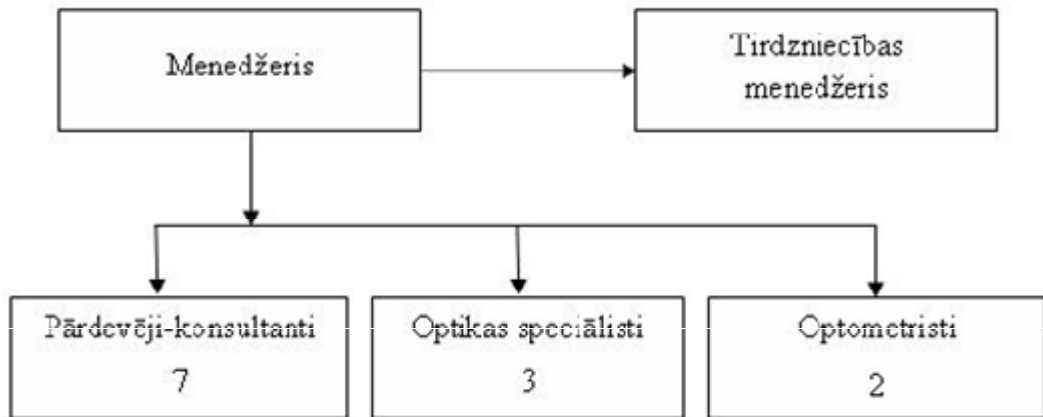 Menedžeris
Tirdzniecības
menedžeris
Pārdevēji-konsultanti
7
Optikas speciālisti
3
Optometristi
2